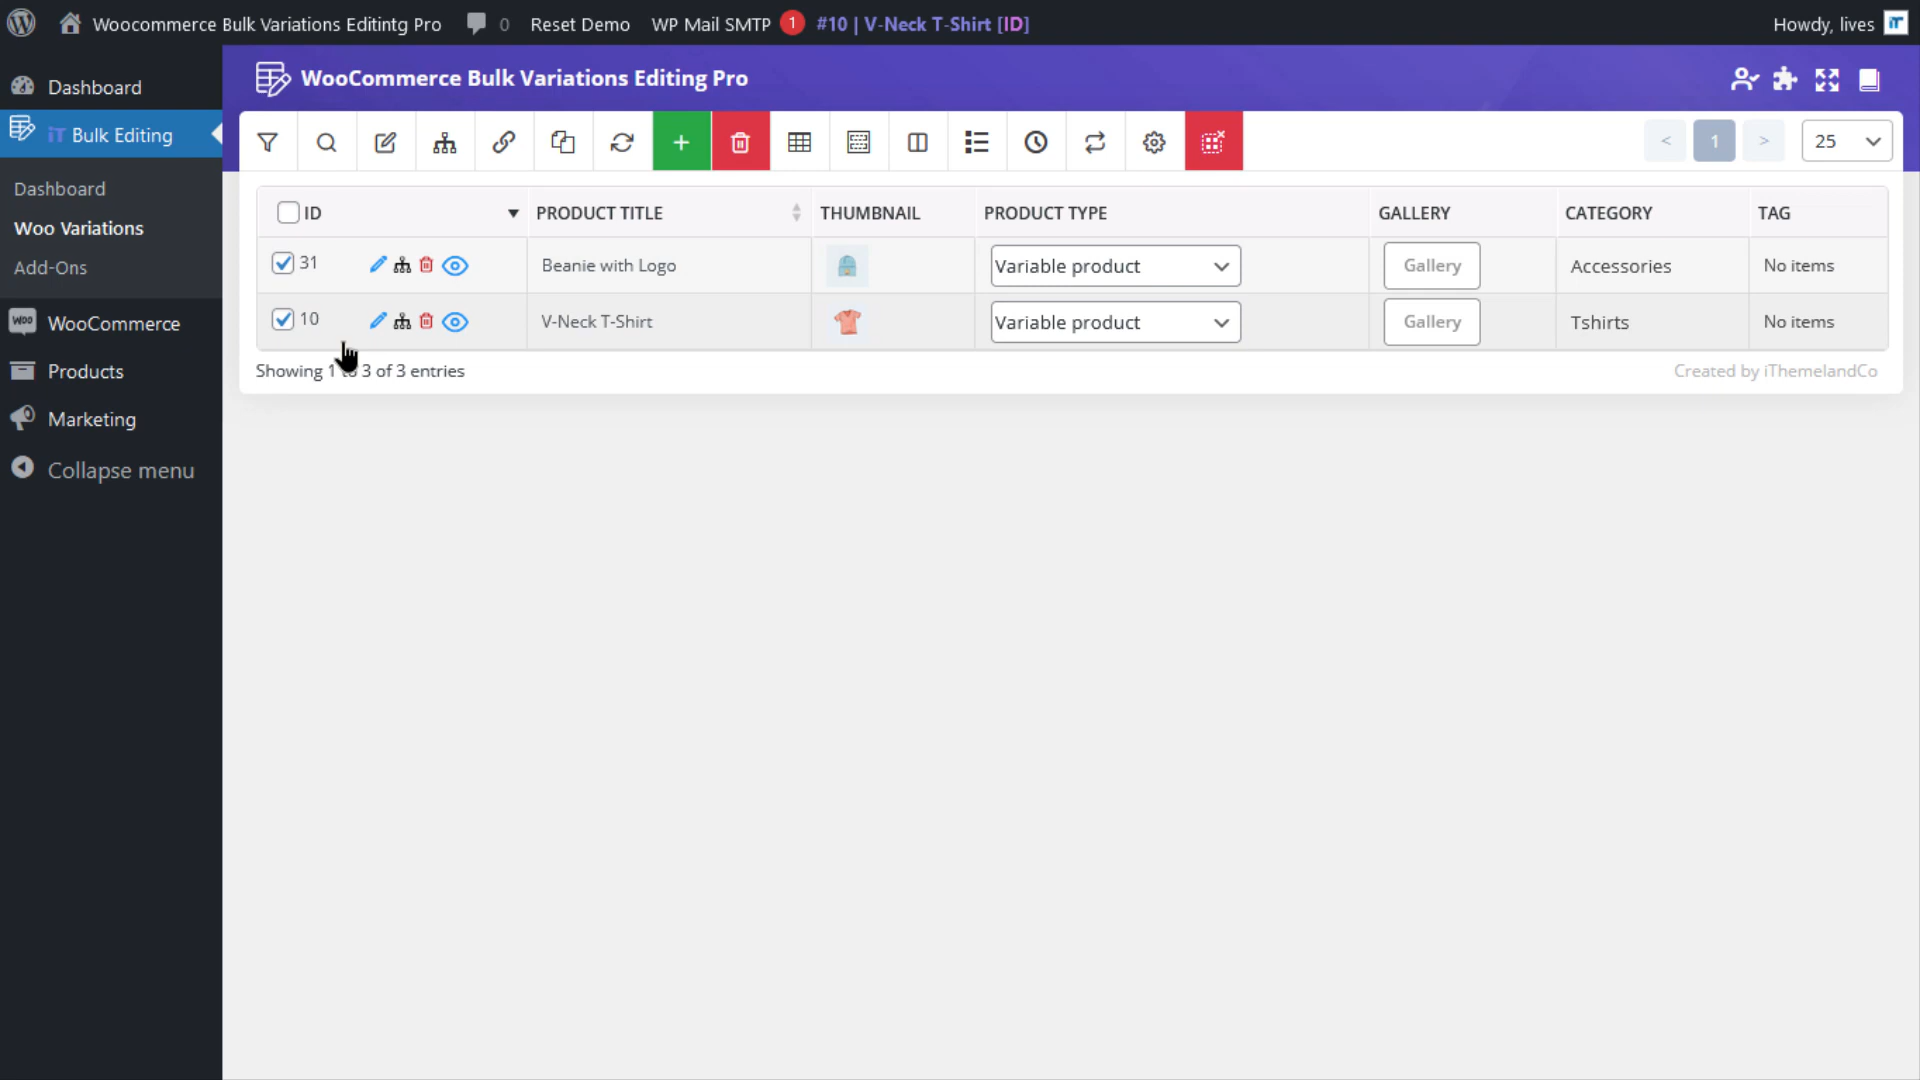 Woocommerce Bulk Variations Editintg Pro 0 Reset Demo WP Mail SMTP 1 #10 | V-Neck T-Shirt [ID] Howdy, lives iT
Dashboard
iT Bulk Editing
Dashboard
Woo Variations
Add-Ons
WOO WooCommerce
Products
Marketing
Collapse menu
WooCommerce Bulk Variations Editing Pro
+ < 1 > 25
ID PRODUCT TITLE THUMBNAIL PRODUCT TYPE GALLERY CATEGORY TAG
31 Beanie with Logo Variable product Gallery Accessories No items
10 V-Neck T-Shirt Variable product Gallery Tshirts No items
Showing 1 to 3 of 3 entries Created by iThemelandCo